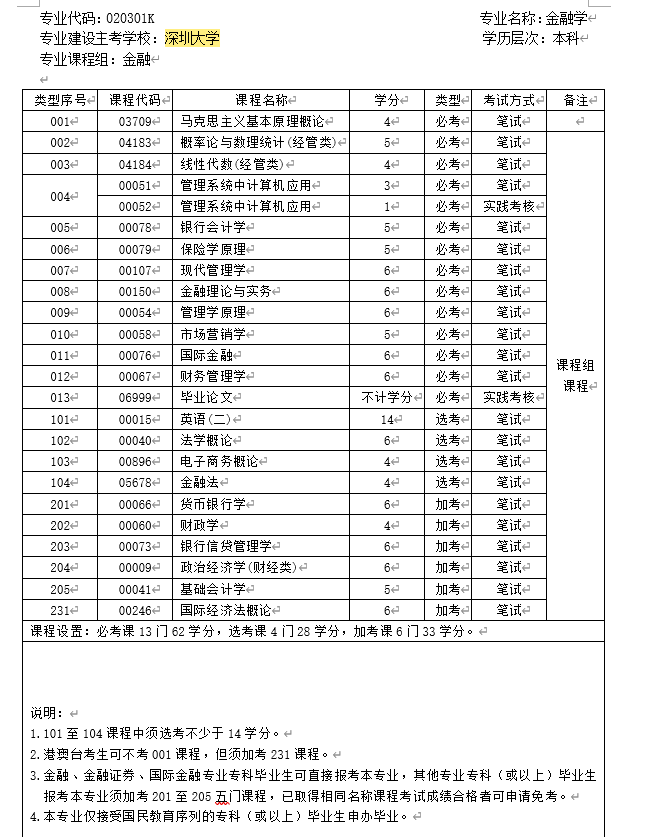 专业代码：020301K 专业名称：金融学
专业建设主考学校：深圳大学 学历层次：本科
专业课程组：金融
类型序号 课程代码 课程名称 学分 类型 考试方式 备注
001 03709 马克思主义基本原理概论 4 必考 笔试
002 04183 概率论与数理统计(经管类) 5 必考 笔试
003 04184 线性代数(经管类) 4 必考 笔试
004 00051 管理系统中计算机应用 3 必考 笔试
00052 管理系统中计算机应用 1 必考 实践考核
005 00078 银行会计学 5 必考 笔试
006 00079 保险学原理 5 必考 笔试
007 00107 现代管理学 6 必考 笔试
008 00150 金融理论与实务 6 必考 笔试
009 00054 管理学原理 6 必考 笔试
010 00058 市场营销学 5 必考 笔试
011 00076 国际金融 6 必考 笔试
012 00067 财务管理学 6 必考 笔试
课程组
课程
013 06999 毕业论文 不计学分 必考 实践考核
101 00015 英语(二) 14 选考 笔试
102 00040 法学概论 6 选考 笔试
103 00896 电子商务概论 4 选考 笔试
104 05678 金融法 4 选考 笔试
201 00066 货币银行学 6 加考 笔试
202 00060 财政学 4 加考 笔试
203 00073 银行信贷管理学 6 加考 笔试
204 00009 政治经济学(财经类) 6 加考 笔试
205 00041 基础会计学 5 加考 笔试
231 00246 国际经济法概论 6 加考 笔试
课程设置：必考课 13 门 62 学分，选考课 4 门 28 学分，加考课 6 门 33 学分。
说明：
1.101 至 104 课程中须选考不少于 14 学分。
2.港澳台考生可不考 001 课程，但须加考 231 课程。
3.金融、金融证券、国际金融专业专科毕业生可直接报考本专业，其他专业专科（或以上）毕业生
报考本专业须加考 201 至 205 五门课程，已取得相同名称课程考试成绩合格者可申请免考。
4.本专业仅接受国民教育序列的专科（或以上）毕业生申办毕业。